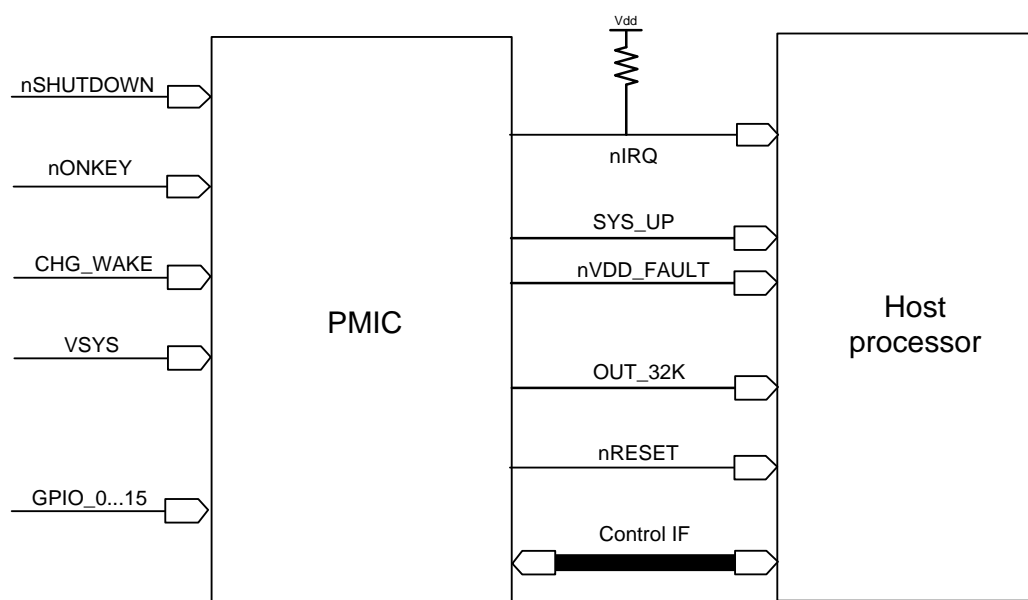 Vdd
nSHUTDOWN
nIRQ
nONKEY
SYS_UP
CHG_WAKE
nVDD_FAULT
PMIC
Host
processor
VSYS
OUT_32K
nRESET
GPIO_0...15
Control IF